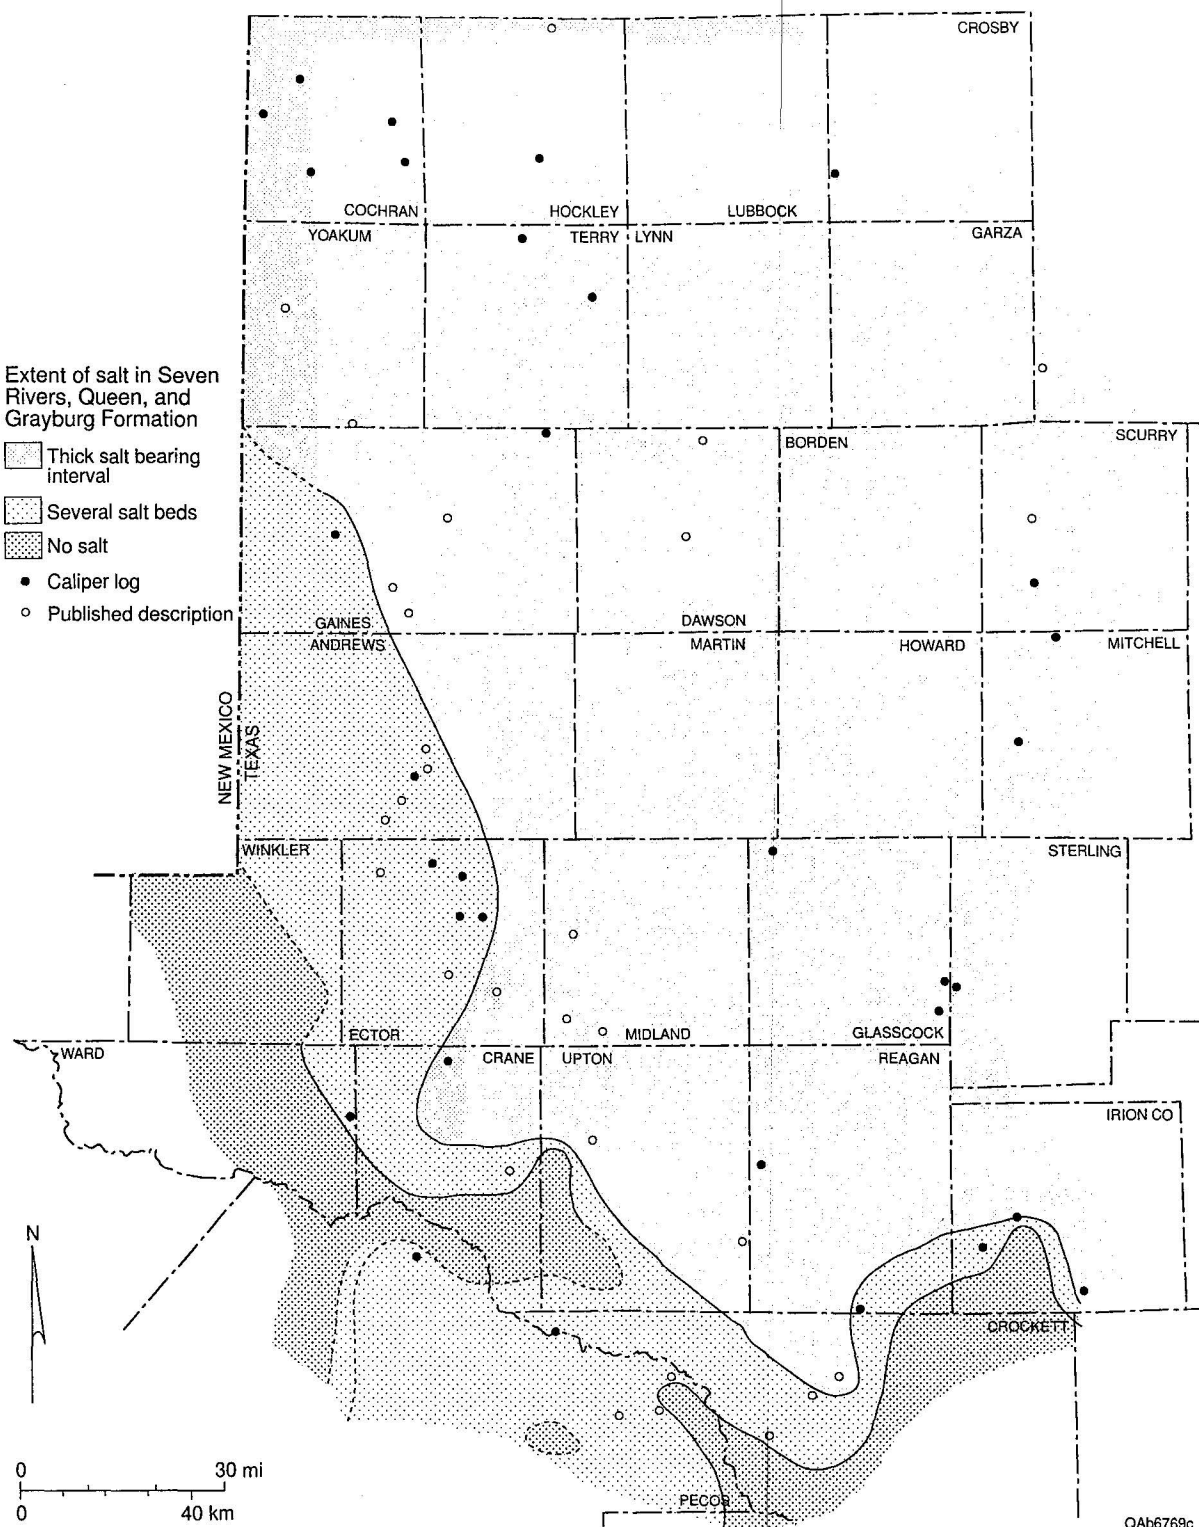 CROSBY
COCHRAN
HOCKLEY
LUBBOCK
YOAKUM
TERRY
LYNN
GARZA
Extent of salt in Seven
Rivers, Queen, and
Grayburg Formation
Thick salt bearing
interval
Several salt beds
No salt
Caliper log
Published description
BORDEN
SCURRY
GAINES
DAWSON
ANDREWS
MARTIN
HOWARD
MITCHELL
NEW MEXICO
TEXAS
WINKLER
STERLING
ECTOR
MIDLAND
GLASSCOCK
WARD
CRANE
UPTON
REAGAN
IRION CO
N
CROCKETT
0 30 mi
0 40 km
PECOS
QAb6769c